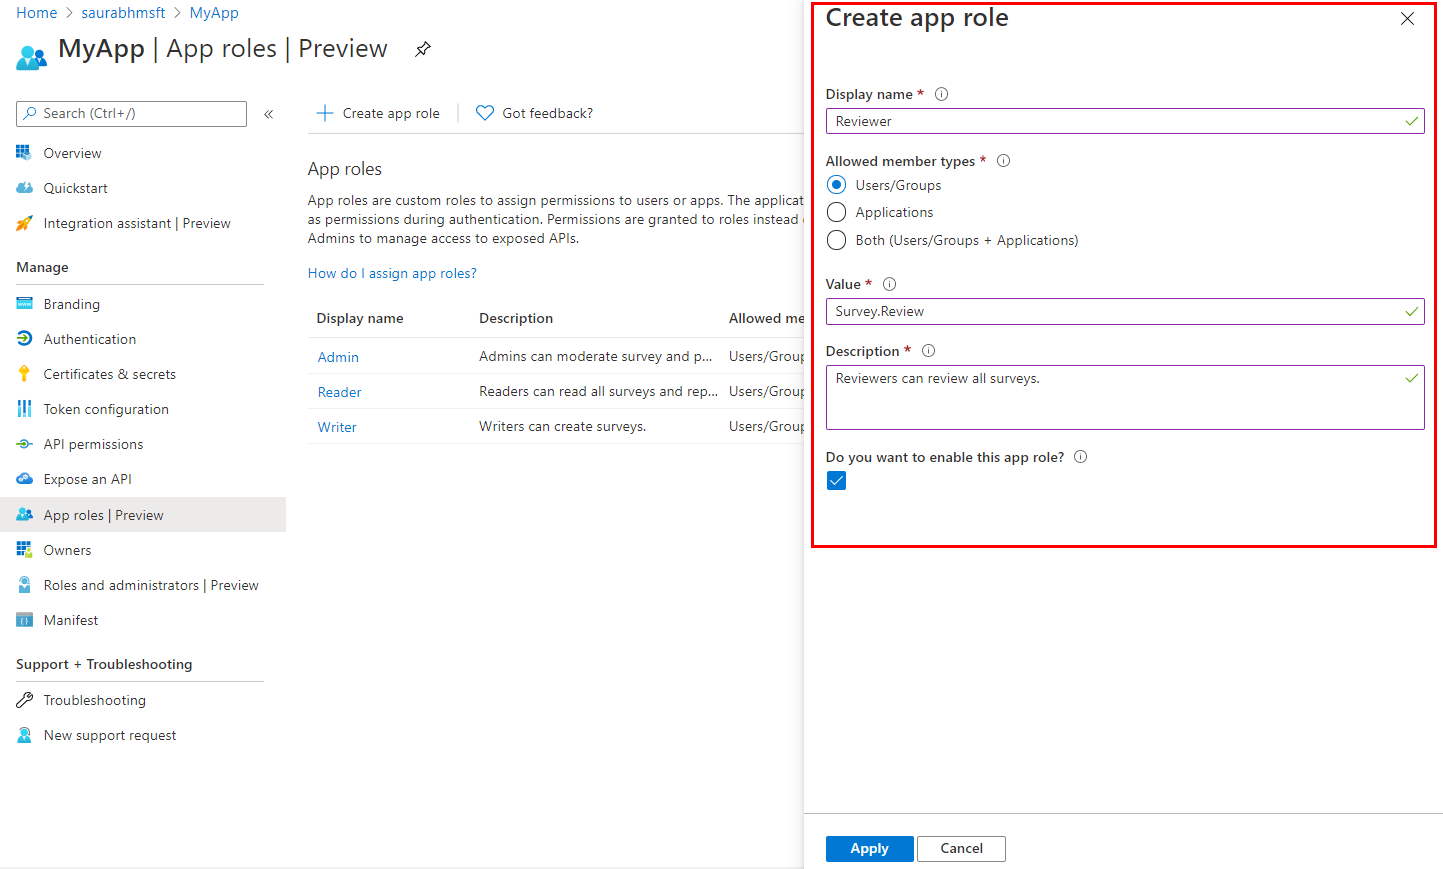 Home > saurabhmsft > MyApp
MyApp | App roles | Preview
Search (Ctrl+/)
«
Overview
Quickstart
Integration assistant | Preview
Manage
Branding
Authentication
Certificates & secrets
Token configuration
API permissions
Expose an API
App roles | Preview
Owners
Roles and administrators | Preview
Manifest
Support + Troubleshooting
Troubleshooting
New support request
Create app role
Got feedback?
App roles
App roles are custom roles to assign permissions to users or apps. The applicat
as permissions during authentication. Permissions are granted to roles instead
Admins to manage access to exposed APIs.
How do I assign app roles?
Display name Description Allowed me
Admin Admins can moderate survey and p... Users/Group
Reader Readers can read all surveys and rep... Users/Group
Writer Writers can create surveys. Users/Group
Create app role
Display name *
Reviewer
Allowed member types *
Users/Groups
Applications
Both (Users/Groups + Applications)
Value *
Survey.Review
Description *
Reviewers can review all surveys.
Do you want to enable this app role?
Apply Cancel